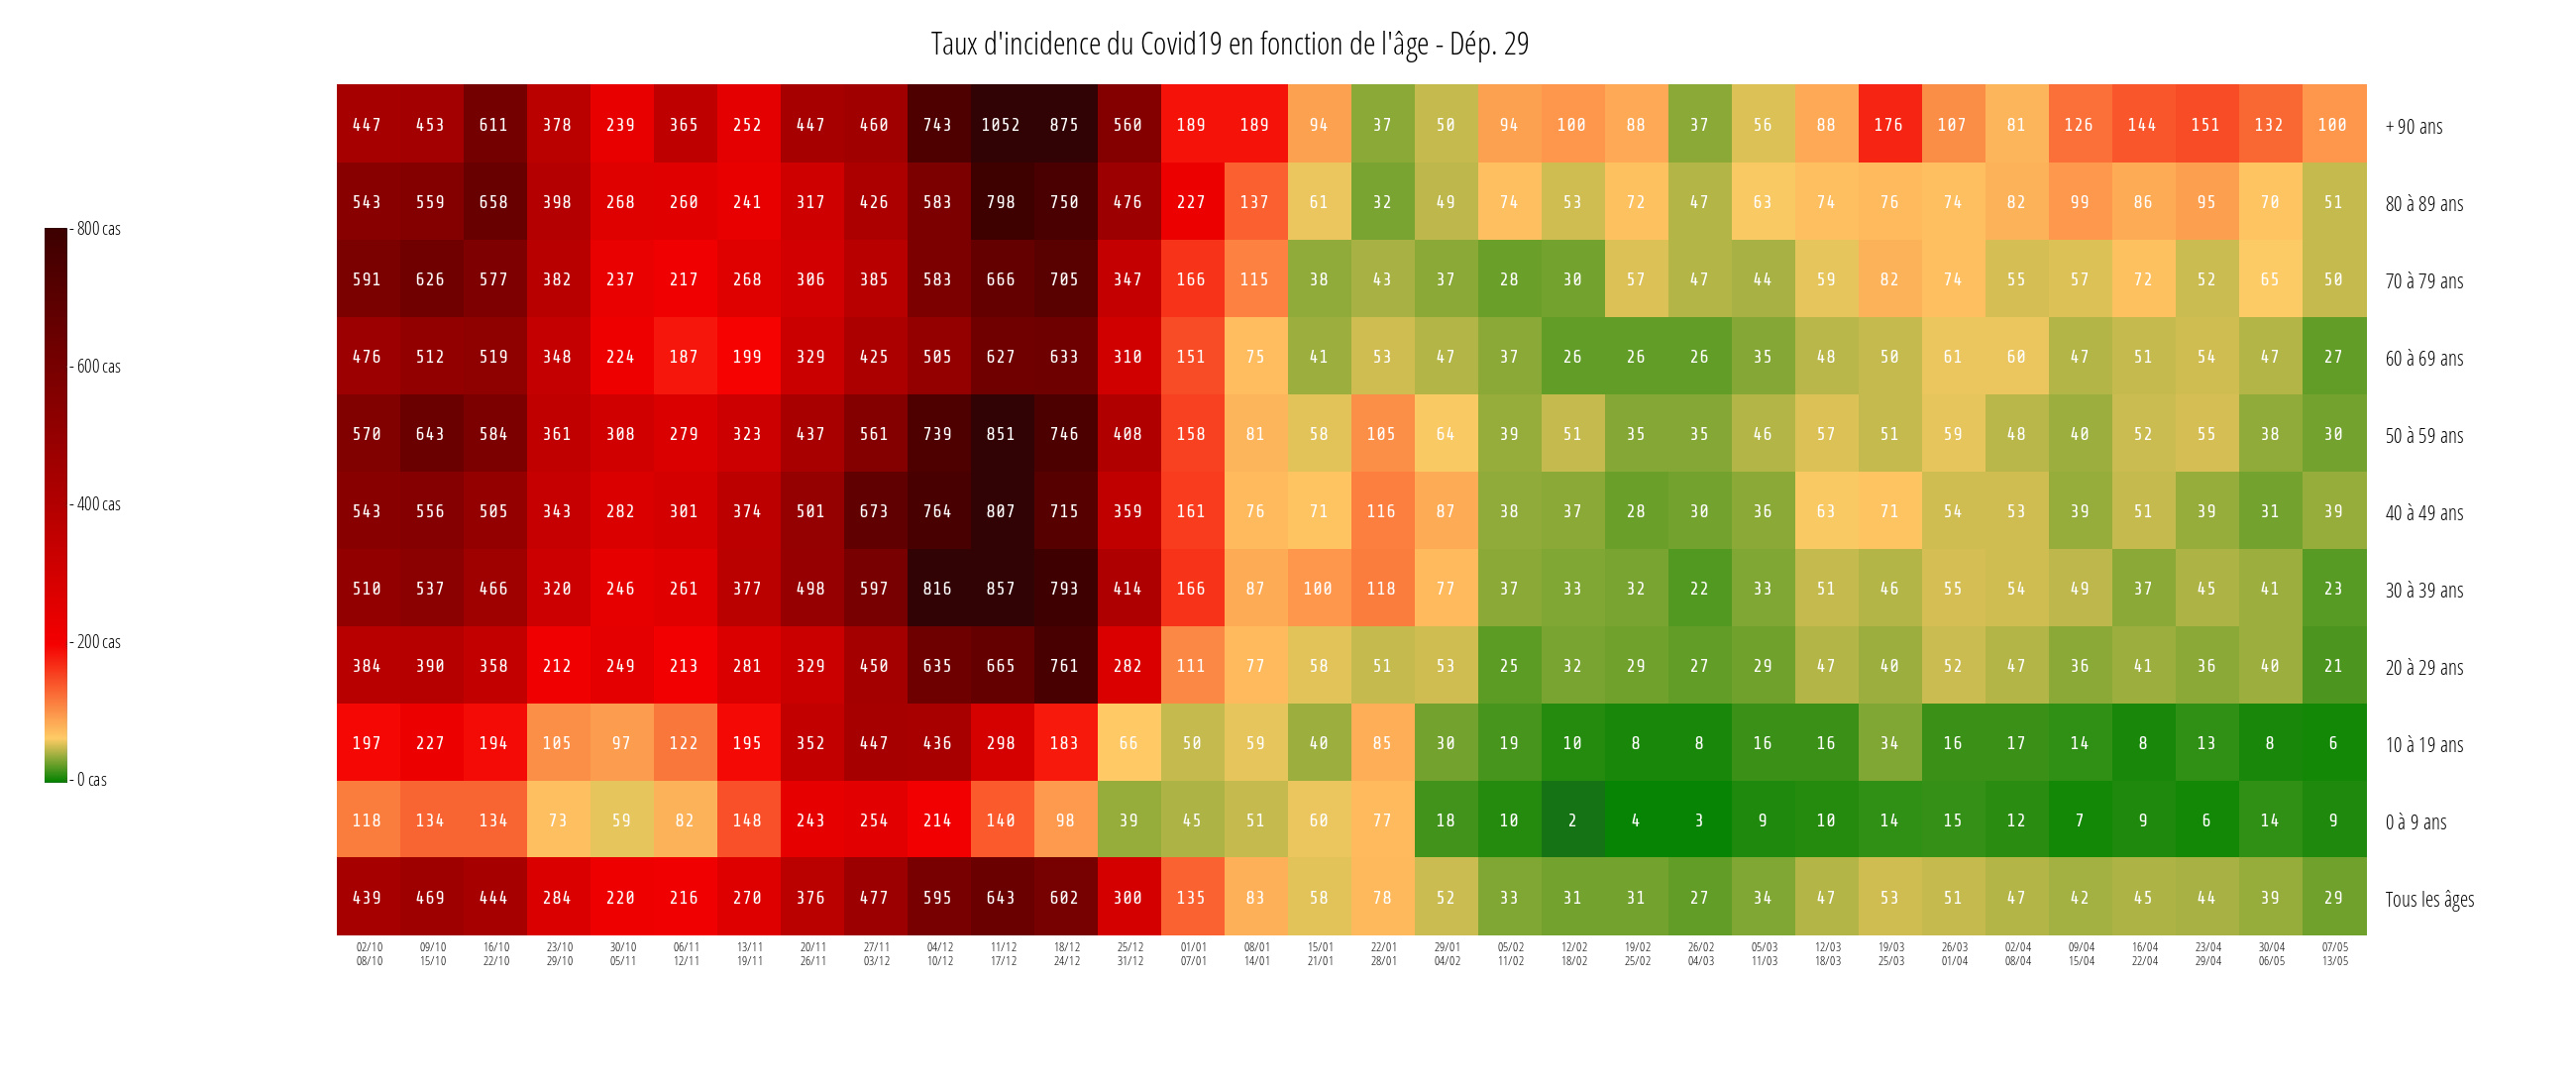 Taux d'incidence du Covid19 en fonction de l'âge - Dép. 29
- 800 cas
- 600 cas
- 400 cas
- 200 cas
- 0 cas
447 453 611 378 239 365 252 447 460 743 1052 875 560 189 189 94 37 50 94 100 88 37 56 88 176 107 81 126 144 151 132 100 + 90 ans
543 559 658 398 268 260 241 317 426 583 798 750 476 227 137 61 32 49 74 53 72 47 63 74 76 74 82 99 86 95 70 51 80 à 89 ans
591 626 577 382 237 217 268 306 385 583 666 705 347 166 115 38 43 37 28 30 57 47 44 59 82 74 55 57 72 52 65 50 70 à 79 ans
476 512 519 348 224 187 199 329 425 505 627 633 310 151 75 41 53 47 37 26 26 26 35 48 50 61 60 47 51 54 47 27 60 à 69 ans
570 643 584 361 308 279 323 437 561 739 851 746 408 158 81 58 105 64 39 51 35 35 46 57 51 59 48 40 52 55 38 30 50 à 59 ans
543 556 505 343 282 301 374 501 673 764 807 715 359 161 76 71 116 87 38 37 28 30 36 63 71 54 53 39 51 39 31 39 40 à 49 ans
510 537 466 320 246 261 377 498 597 816 857 793 414 166 87 100 118 77 37 33 32 22 33 51 46 55 54 49 37 45 41 23 30 à 39 ans
384 390 358 212 249 213 281 329 450 635 665 761 282 111 77 58 51 53 25 32 29 27 29 47 40 52 47 36 41 36 40 21 20 à 29 ans
197 227 194 105 97 122 195 352 447 436 298 183 66 50 59 40 85 30 19 10 8 8 16 16 34 16 17 14 8 13 8 6 10 à 19 ans
118 134 134 73 59 82 148 243 254 214 140 98 39 45 51 60 77 18 10 2 4 3 9 10 14 15 12 7 9 6 14 9 0 à 9 ans
439 469 444 284 220 216 270 376 477 595 643 602 300 135 83 58 78 52 33 31 31 27 34 47 53 51 47 42 45 44 39 29 Tous les âges
02/10 09/10 16/10 23/10 30/10 06/11 13/11 20/11 27/11 04/12 11/12 18/12 25/12 01/01 08/01 15/01 22/01 29/01 05/02 12/02 19/02 26/02 05/03 12/03 19/03 26/03 02/04 09/04 16/04 23/04 30/04 07/05
08/10 15/10 22/10 29/10 05/11 12/11 19/11 26/11 03/12 10/12 17/12 24/12 31/12 07/01 14/01 21/01 28/01 04/02 11/02 18/02 25/02 04/03 11/03 18/03 25/03 01/04 08/04 15/04 22/04 29/04 06/05 13/05